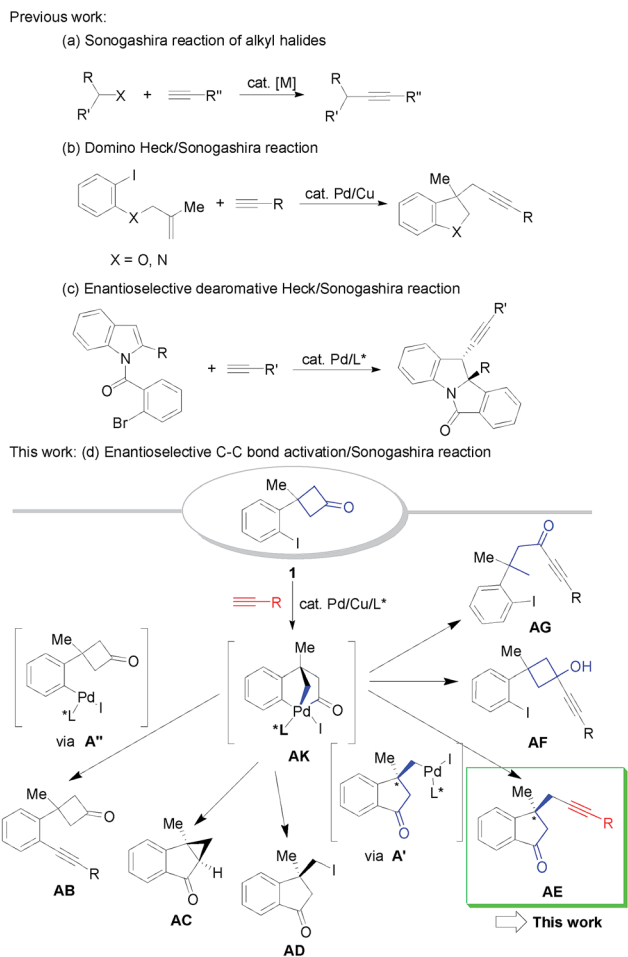 Previous work:
(a) Sonogashira reaction of alkyl halides
R
R'
X
+
R"
cat. [M]
R
R'
R"
(b) Domino Heck/Sonogashira reaction
I
X
Me
+
R
cat. Pd/Cu
Me
X
R
X = O, N
(c) Enantioselective dearomative Heck/Sonogashira reaction
N
R
O
Br
+
R'
cat. Pd/L*
R'
H
R
N
O
This work: (d) Enantioselective C-C bond activation/Sonogashira reaction
Me
O
I
1
R
cat. Pd/Cu/L*
Me
O
I
R
AG
Me
O
Pd
I
*L
via A"
Me
Pd
O
*L
I
AK
Me
OH
I
R
AF
Me
*
I
Pd
L*
O
via A'
Me
O
R
AB
Me
H
O
AC
Me
I
O
AD
Me
*
R
O
AE
This work